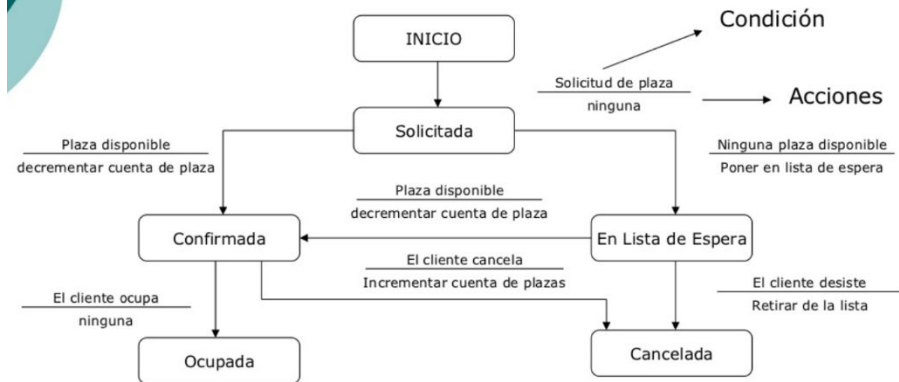 Condición
INICIO
Solicitud de plaza
ninguna
Acciones
Solicitada
Plaza disponible
decrementar cuenta de plaza
Ninguna plaza disponible
Poner en lista de espera
Plaza disponible
decrementar cuenta de plaza
Confirmada
En Lista de Espera
El cliente cancela
Incrementar cuenta de plazas
El cliente ocupa
ninguna
El cliente desiste
Retirar de la lista
Ocupada
Cancelada